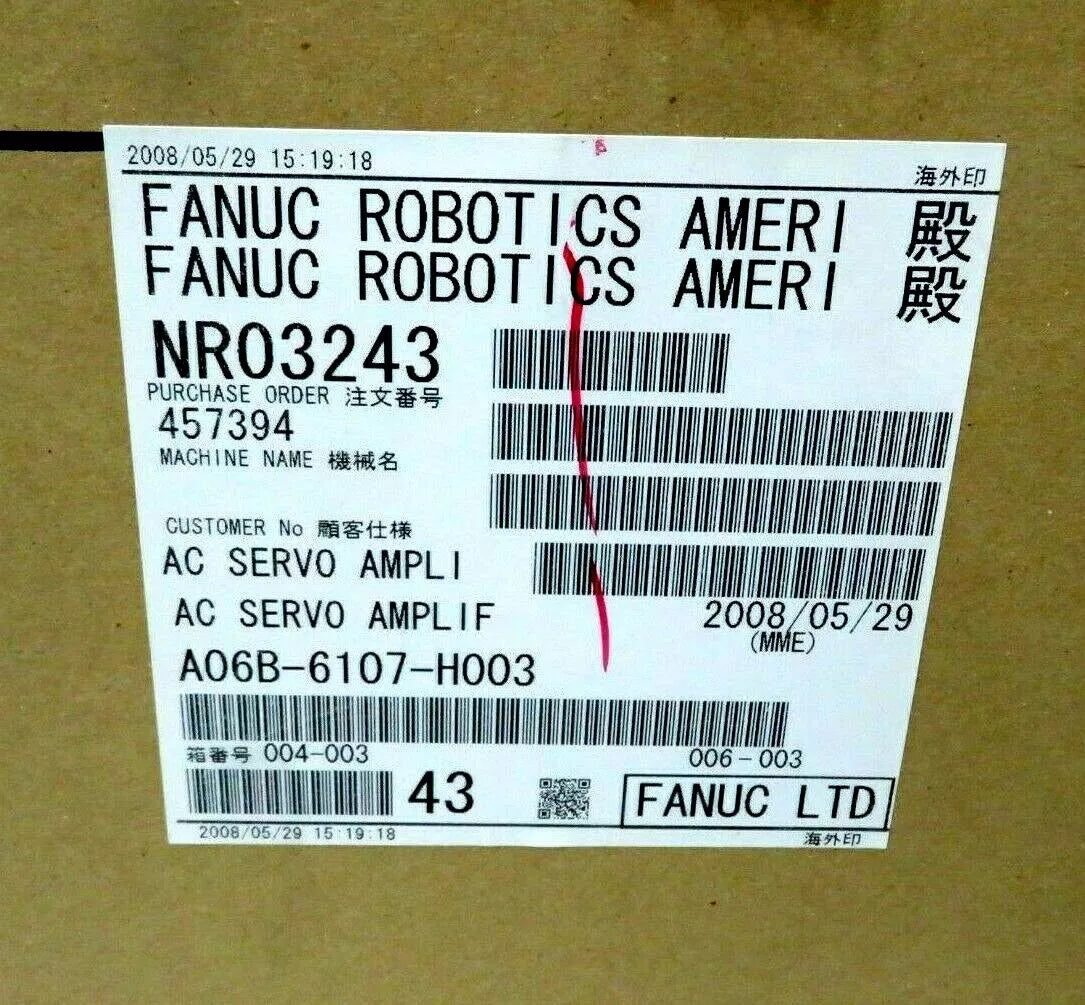 2008/05/29 15:19:18
海外印
FANUC ROBOTICS AMERI 殿
FANUC ROBOTICS AMERI 殿
NR03243
PURCHASE ORDER 注文番号
457394
MACHINE NAME 機械名
CUSTOMER No 顧客仕様
AC SERVO AMPLI
AC SERVO AMPLIF
2008/05/29
(MME)
A06B-6107-H003
箱番号 004-003
006-003
43
FANUC LTD
2008/05/29 15:19:18
海外印